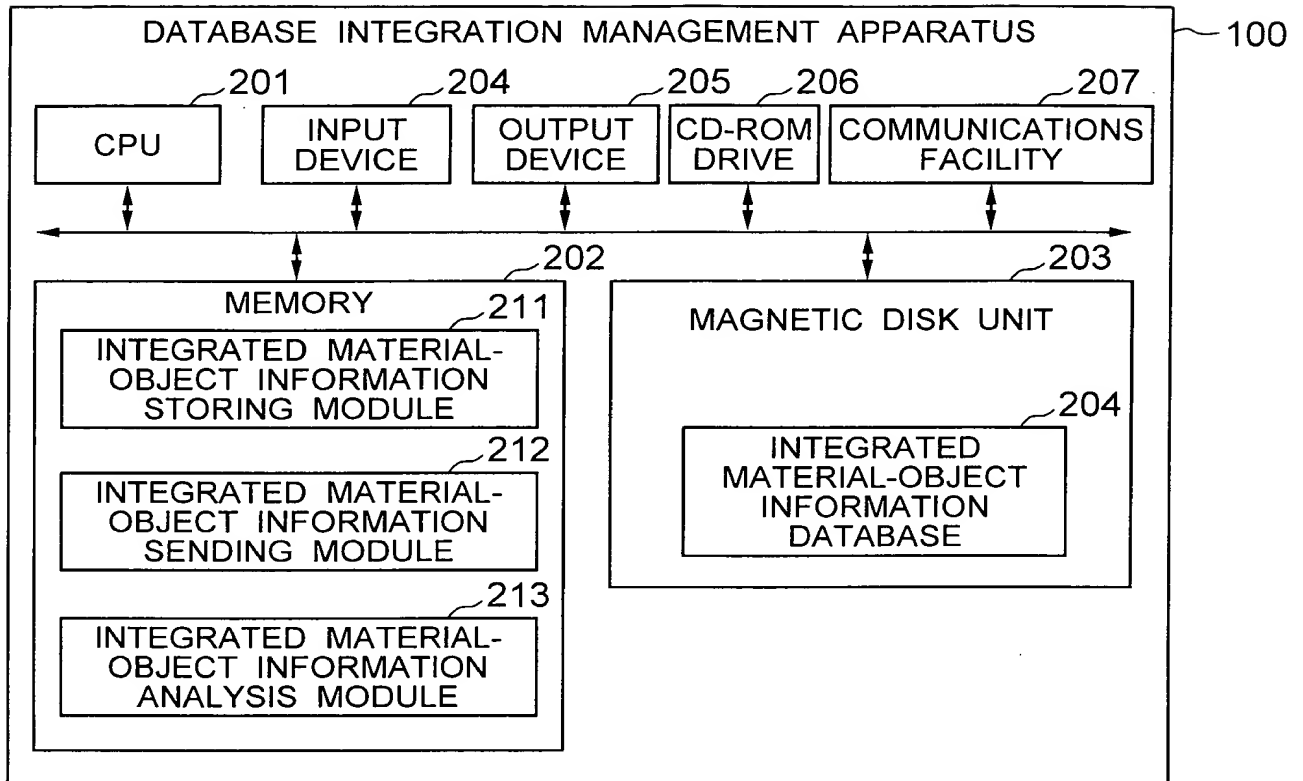 DATABASE INTEGRATION MANAGEMENT APPARATUS
100
201
204
205
206
207
CPU
INPUT
DEVICE
OUTPUT
DEVICE
CD-ROM
DRIVE
COMMUNICATIONS
FACILITY
202
MEMORY
211
INTEGRATED MATERIAL-
OBJECT INFORMATION
STORING MODULE
212
INTEGRATED MATERIAL-
OBJECT INFORMATION
SENDING MODULE
213
INTEGRATED MATERIAL-
OBJECT INFORMATION
ANALYSIS MODULE
203
MAGNETIC DISK UNIT
204
INTEGRATED
MATERIAL-OBJECT
INFORMATION
DATABASE